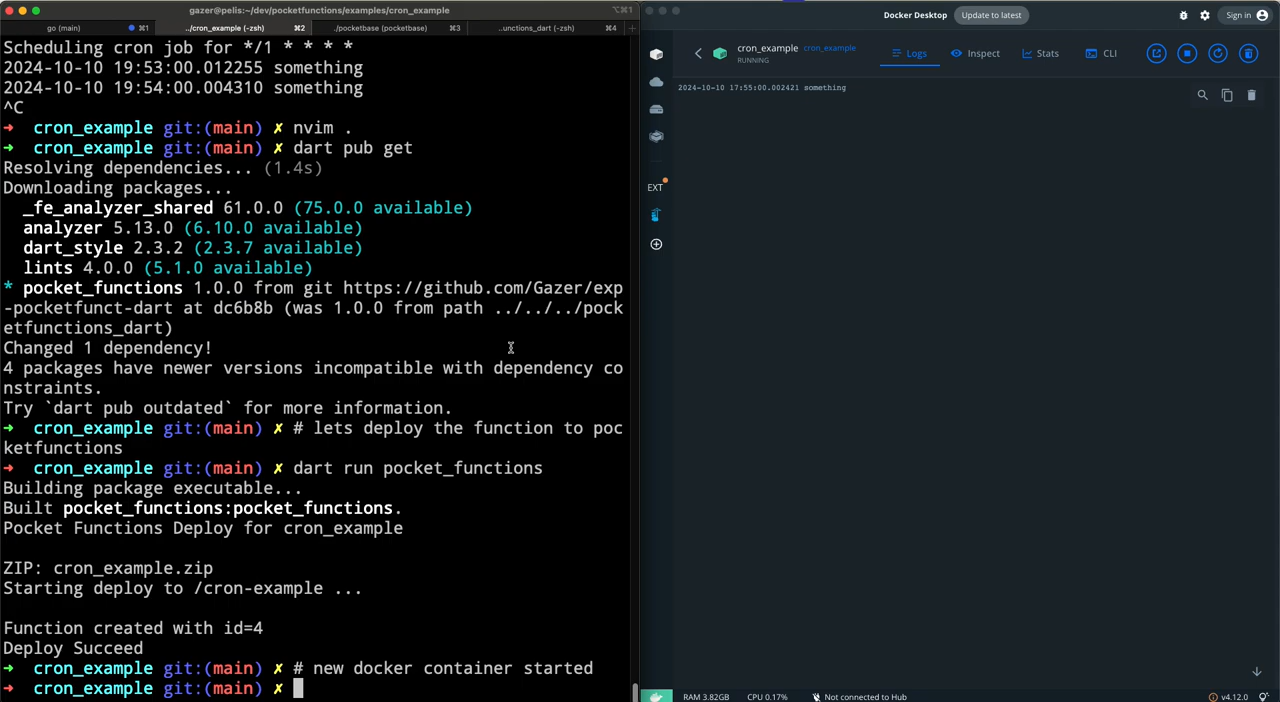 gazer@pelis:~/dev/pocketfunctions/examples/cron_example
⌥⌘1
go (main) ⌘1
../cron_example (-zsh) ⌘2
./pocketbase (pocketbase) ⌘3
..unctions_dart (-zsh) ⌘4
Scheduling cron job for */1 * * * *
2024-10-10 19:53:00.012255 something
2024-10-10 19:54:00.004310 something
^C
➜ cron_example git:(main) ✗ nvim .
➜ cron_example git:(main) ✗ dart pub get
Resolving dependencies... (1.4s)
Downloading packages...
_fe_analyzer_shared 61.0.0 (75.0.0 available)
analyzer 5.13.0 (6.10.0 available)
dart_style 2.3.2 (2.3.7 available)
lints 4.0.0 (5.1.0 available)
* pocket_functions 1.0.0 from git https://github.com/Gazer/exp
-pocketfunct-dart at dc6b8b (was 1.0.0 from path ../../../pock
etfunctions_dart)
Changed 1 dependency!
4 packages have newer versions incompatible with dependency co
nstraints.
Try `dart pub outdated` for more information.
➜ cron_example git:(main) ✗ # lets deploy the function to poc
ketfunctions
➜ cron_example git:(main) ✗ dart run pocket_functions
Building package executable...
Built pocket_functions:pocket_functions.
Pocket Functions Deploy for cron_example
ZIP: cron_example.zip
Starting deploy to /cron-example ...
Function created with id=4
Deploy Succeed
➜ cron_example git:(main) ✗ # new docker container started
➜ cron_example git:(main) ✗
Docker Desktop
Update to latest
Sign in
cron_example cron_example
RUNNING
Logs
Inspect
Stats
CLI
2024-10-10 17:55:00.002421 something
EXT
RAM 3.82GB CPU 0.17% Not connected to Hub
v4.12.0